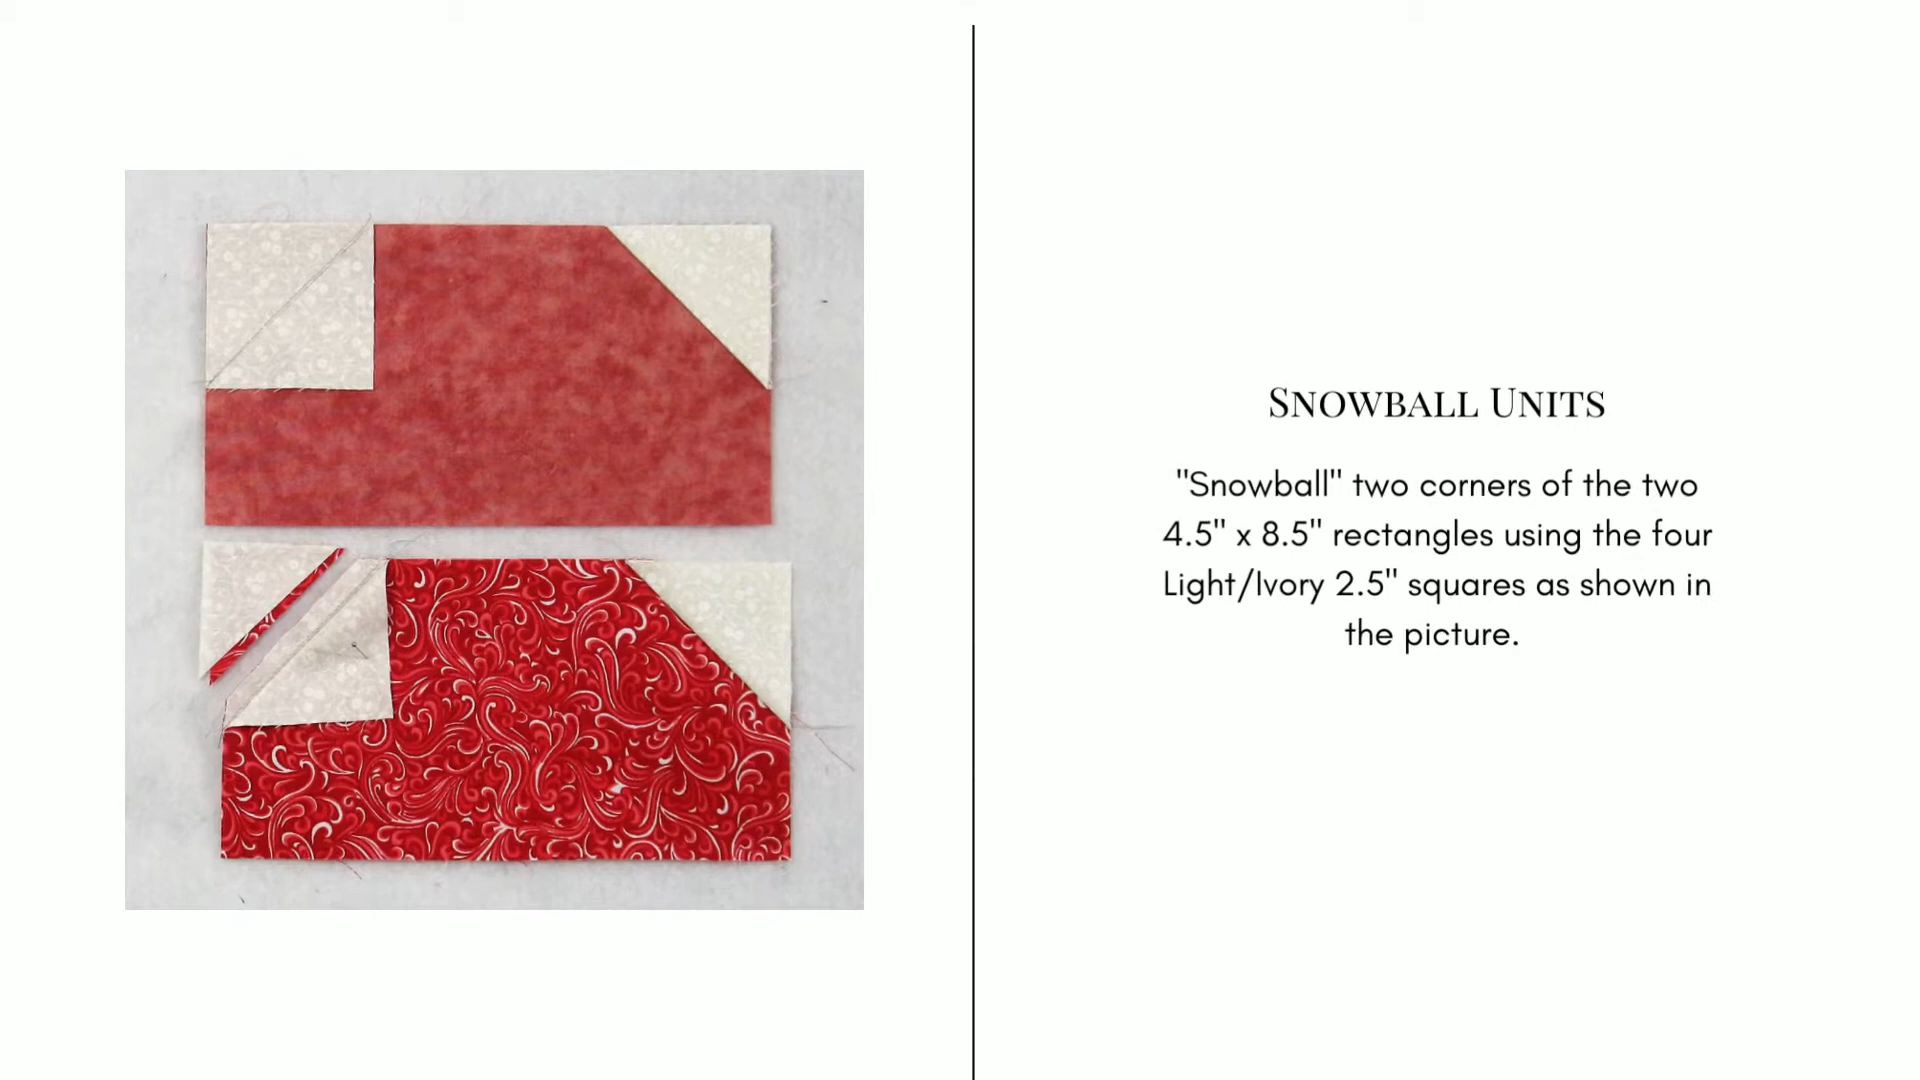 Snowball Units
"Snowball" two corners of the two
4.5" x 8.5" rectangles using the four
Light/Ivory 2.5" squares as shown in
the picture.